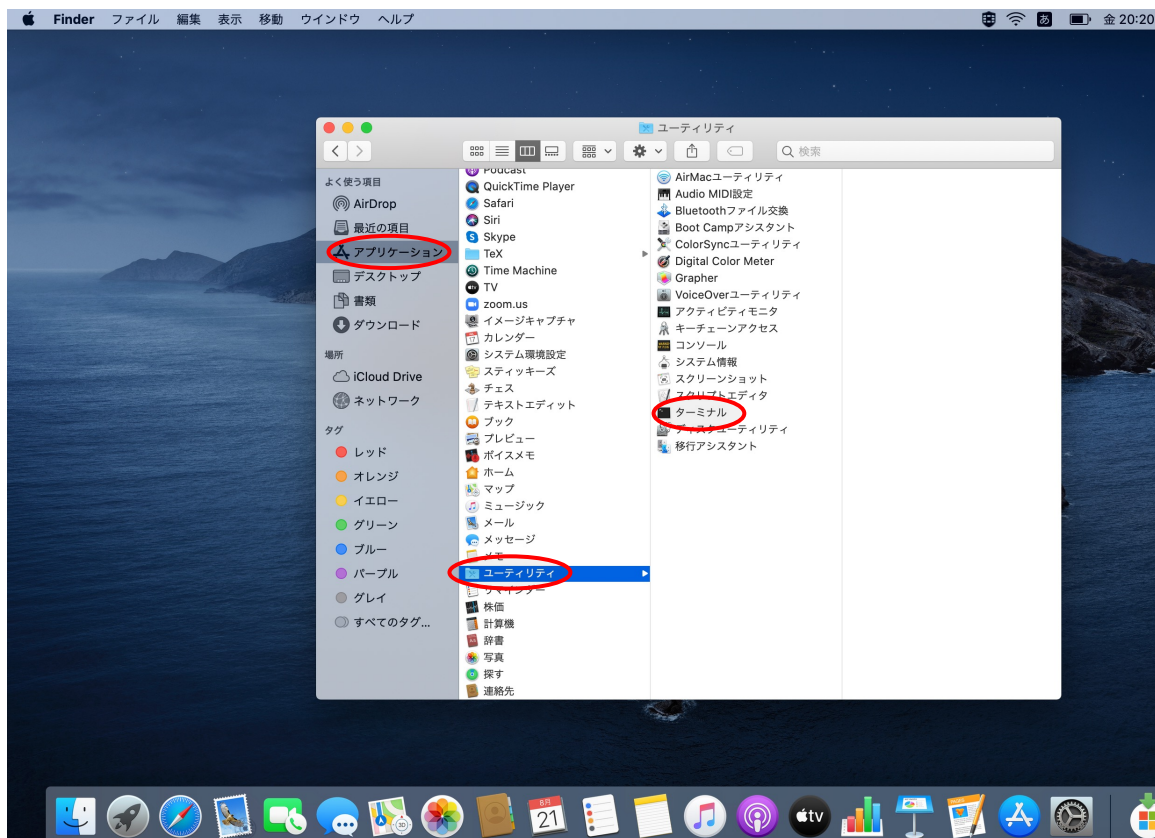 Finder ファイル 編集 表示 移動 ウインドウ ヘルプ あ 金 20:20
ユーティリティ
検索
よく使う項目
AirDrop
最近の項目
アプリケーション
デスクトップ
書類
ダウンロード
場所
iCloud Drive
ネットワーク
タグ
レッド
オレンジ
イエロー
グリーン
ブルー
パープル
グレイ
すべてのタグ...
Podcast
QuickTime Player
Safari
Siri
Skype
TeX
Time Machine
TV
zoom.us
イメージキャプチャ
カレンダー
システム環境設定
スティッキーズ
チェス
テキストエディット
ブック
プレビュー
ボイスメモ
ホーム
マップ
ミュージック
メール
メッセージ
メモ
ユーティリティ
リマインダー
株価
計算機
辞書
写真
探す
連絡先
AirMacユーティリティ
Audio MIDI設定
Bluetoothファイル交換
Boot Campアシスタント
ColorSyncユーティリティ
Digital Color Meter
Grapher
VoiceOverユーティリティ
アクティビティモニタ
キーチェーンアクセス
コンソール
システム情報
スクリーンショット
スクリプトエディタ
ターミナル
ディスクユーティリティ
移行アシスタント
8月
21
tv